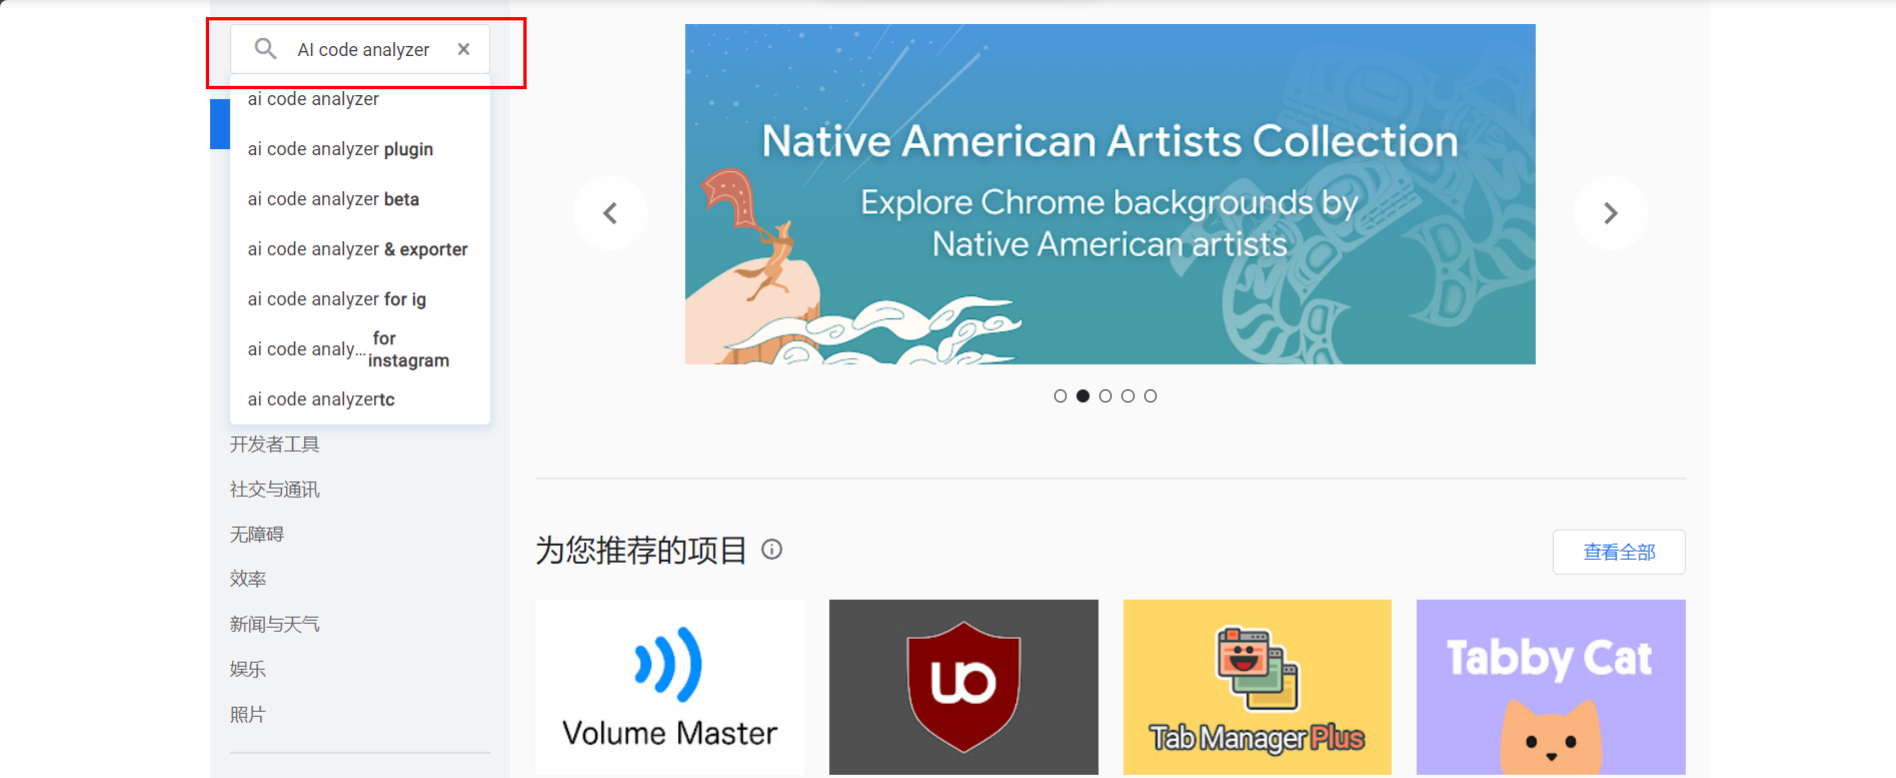 AI code analyzer
ai code analyzer
ai code analyzer plugin
ai code analyzer beta
ai code analyzer & exporter
ai code analyzer for ig
ai code analy... for
instagram
ai code analyzertc
开发者工具
社交与通讯
无障碍
效率
新闻与天气
娱乐
照片
Native American Artists Collection
Explore Chrome backgrounds by
Native American artists
为您推荐的项目
查看全部
Volume Master
uo
Tab Manager Plus
Tabby Cat